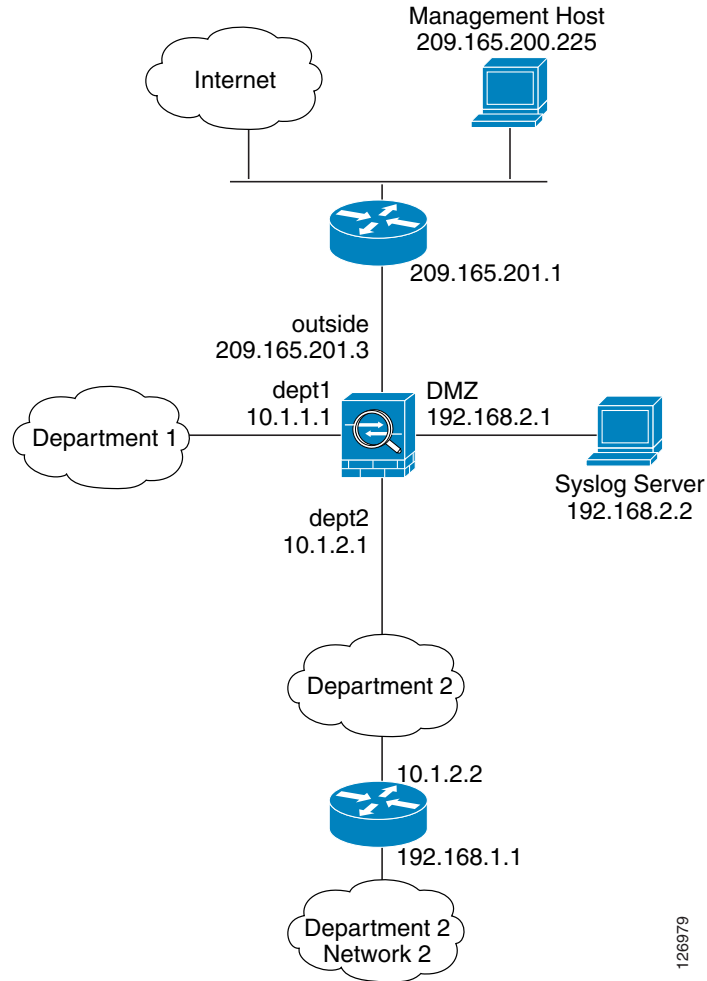 Management Host
209.165.200.225
Internet
209.165.201.1
outside
209.165.201.3
dept1
10.1.1.1
DMZ
192.168.2.1
Department 1
Syslog Server
192.168.2.2
dept2
10.1.2.1
Department 2
10.1.2.2
192.168.1.1
Department 2
Network 2
126979